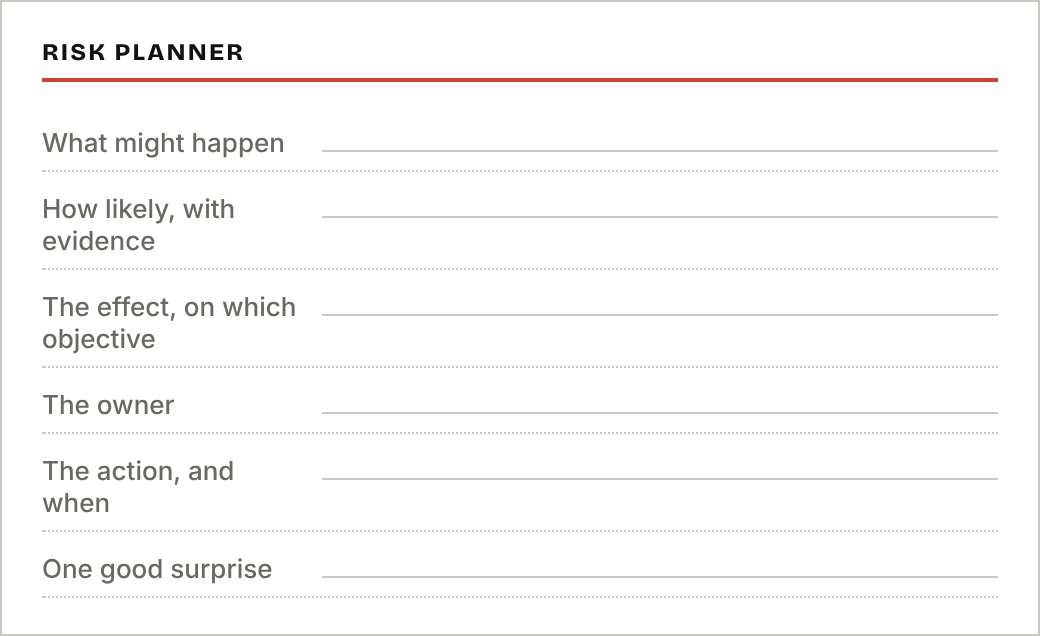 RISK PLANNER
What might happen
How likely, with
evidence
The effect, on which
objective
The owner
The action, and
when
One good surprise